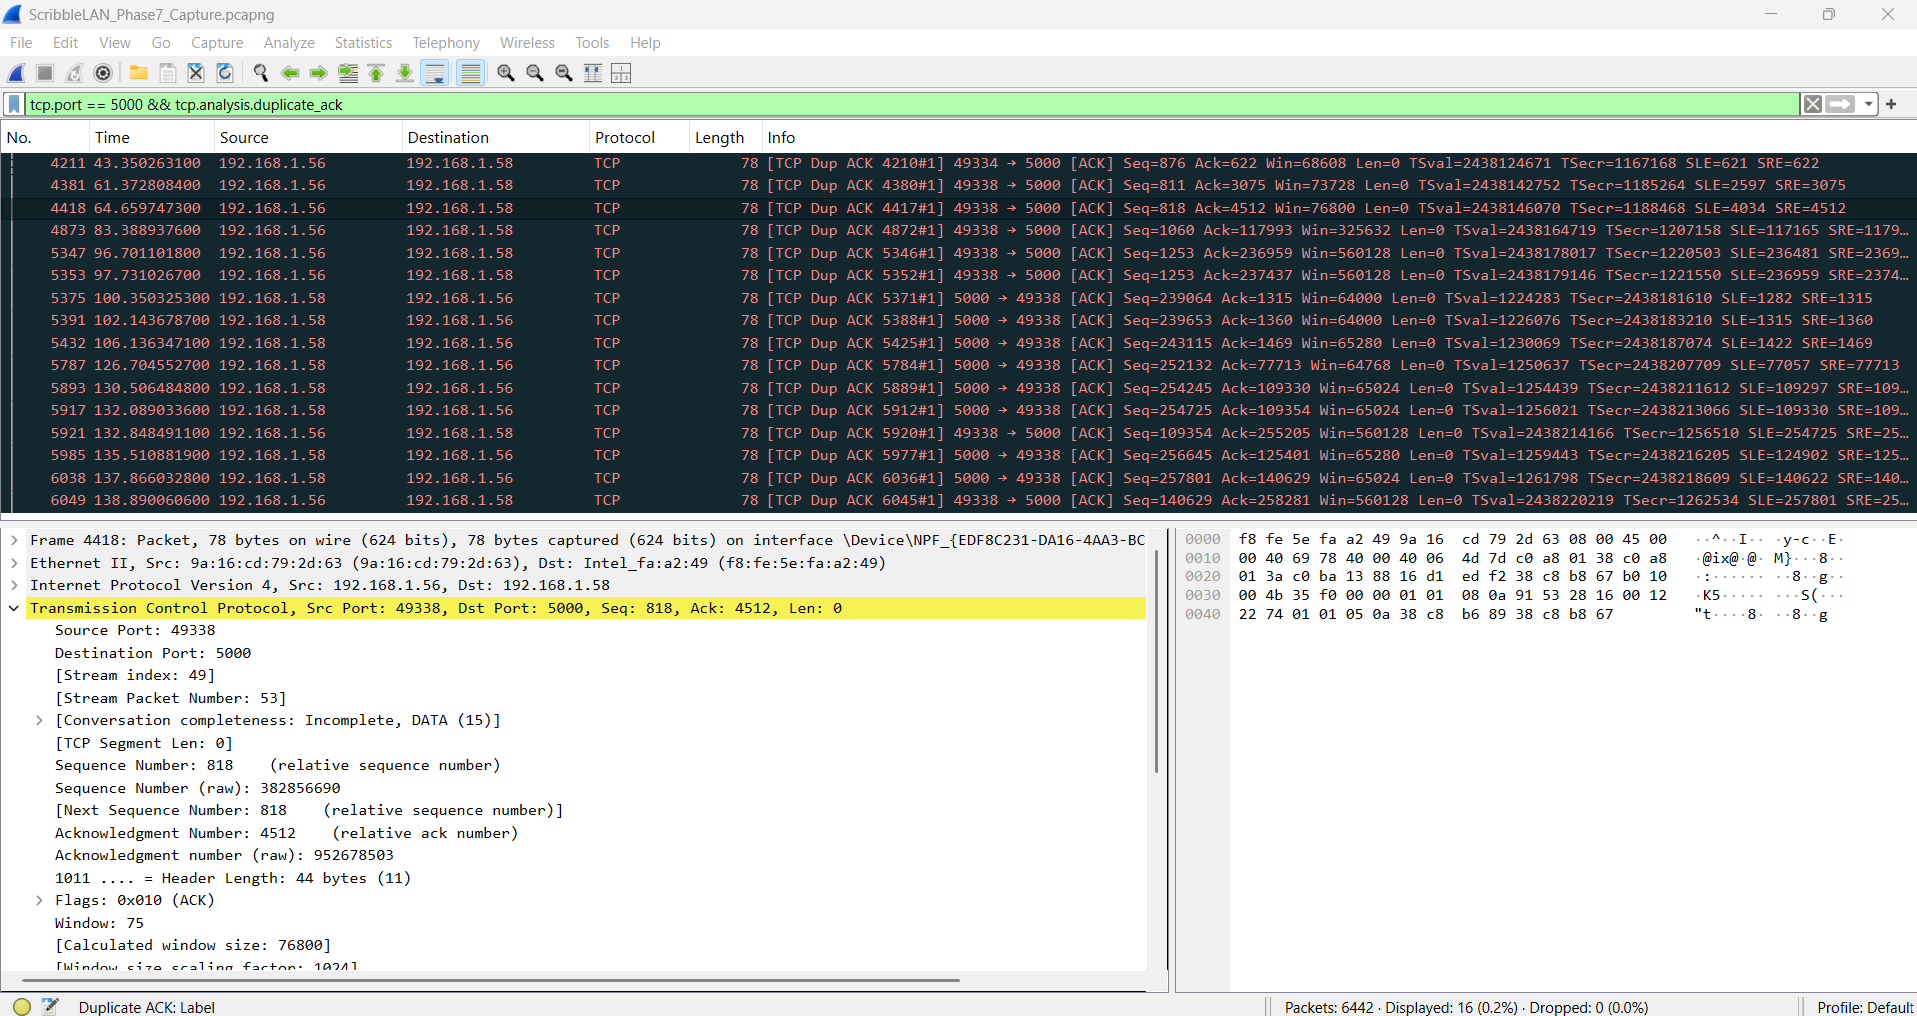 ScribbleLAN_Phase7_Capture.pcapng
File Edit View Go Capture Analyze Statistics Telephony Wireless Tools Help
tcp.port == 5000 && tcp.analysis.duplicate_ack
No. Time Source Destination Protocol Length Info
4211 43.350263100 192.168.1.56 192.168.1.58 TCP 78 [TCP Dup ACK 4210#1] 49334 → 5000 [ACK] Seq=876 Ack=622 Win=68608 Len=0 TSval=2438124671 TSecr=1167168 SLE=621 SRE=622
4381 61.372808400 192.168.1.56 192.168.1.58 TCP 78 [TCP Dup ACK 4380#1] 49338 → 5000 [ACK] Seq=811 Ack=3075 Win=73728 Len=0 TSval=2438142752 TSecr=1185264 SLE=2597 SRE=3075
4418 64.659747300 192.168.1.56 192.168.1.58 TCP 78 [TCP Dup ACK 4417#1] 49338 → 5000 [ACK] Seq=818 Ack=4512 Win=76800 Len=0 TSval=2438146070 TSecr=1188468 SLE=4034 SRE=4512
4873 83.388937600 192.168.1.56 192.168.1.58 TCP 78 [TCP Dup ACK 4872#1] 49338 → 5000 [ACK] Seq=1060 Ack=117993 Win=325632 Len=0 TSval=2438164719 TSecr=1207158 SLE=117165 SRE=1179…
5347 96.701101800 192.168.1.56 192.168.1.58 TCP 78 [TCP Dup ACK 5346#1] 49338 → 5000 [ACK] Seq=1253 Ack=236959 Win=560128 Len=0 TSval=2438178017 TSecr=1220503 SLE=236481 SRE=2369…
5353 97.731026700 192.168.1.56 192.168.1.58 TCP 78 [TCP Dup ACK 5352#1] 49338 → 5000 [ACK] Seq=1253 Ack=237437 Win=560128 Len=0 TSval=2438179146 TSecr=1221550 SLE=236959 SRE=2374…
5375 100.350325300 192.168.1.58 192.168.1.56 TCP 78 [TCP Dup ACK 5371#1] 5000 → 49338 [ACK] Seq=239064 Ack=1315 Win=64000 Len=0 TSval=1224283 TSecr=2438181610 SLE=1282 SRE=1315
5391 102.143678700 192.168.1.58 192.168.1.56 TCP 78 [TCP Dup ACK 5388#1] 5000 → 49338 [ACK] Seq=239653 Ack=1360 Win=64000 Len=0 TSval=1226076 TSecr=2438183210 SLE=1315 SRE=1360
5432 106.136347100 192.168.1.58 192.168.1.56 TCP 78 [TCP Dup ACK 5425#1] 5000 → 49338 [ACK] Seq=243115 Ack=1469 Win=65280 Len=0 TSval=1230069 TSecr=2438187074 SLE=1422 SRE=1469
5787 126.704552700 192.168.1.58 192.168.1.56 TCP 78 [TCP Dup ACK 5784#1] 5000 → 49338 [ACK] Seq=252132 Ack=77713 Win=64768 Len=0 TSval=1250637 TSecr=2438207709 SLE=77057 SRE=77713
5893 130.506484800 192.168.1.58 192.168.1.56 TCP 78 [TCP Dup ACK 5889#1] 5000 → 49338 [ACK] Seq=254245 Ack=109330 Win=65024 Len=0 TSval=1254439 TSecr=2438211612 SLE=109297 SRE=109…
5917 132.089033600 192.168.1.58 192.168.1.56 TCP 78 [TCP Dup ACK 5912#1] 5000 → 49338 [ACK] Seq=254725 Ack=109354 Win=65024 Len=0 TSval=1256021 TSecr=2438213066 SLE=109330 SRE=109…
5921 132.848491100 192.168.1.56 192.168.1.58 TCP 78 [TCP Dup ACK 5920#1] 49338 → 5000 [ACK] Seq=109354 Ack=255205 Win=560128 Len=0 TSval=2438214166 TSecr=1256510 SLE=254725 SRE=25…
5985 135.510881900 192.168.1.58 192.168.1.56 TCP 78 [TCP Dup ACK 5977#1] 5000 → 49338 [ACK] Seq=256645 Ack=125401 Win=65280 Len=0 TSval=1259443 TSecr=2438216205 SLE=124902 SRE=125…
6038 137.866032800 192.168.1.58 192.168.1.56 TCP 78 [TCP Dup ACK 6036#1] 5000 → 49338 [ACK] Seq=257801 Ack=140629 Win=65024 Len=0 TSval=1261798 TSecr=2438218609 SLE=140622 SRE=140…
6049 138.890060600 192.168.1.56 192.168.1.58 TCP 78 [TCP Dup ACK 6045#1] 49338 → 5000 [ACK] Seq=140629 Ack=258281 Win=560128 Len=0 TSval=2438220219 TSecr=1262534 SLE=257801 SRE=25…
Frame 4418: Packet, 78 bytes on wire (624 bits), 78 bytes captured (624 bits) on interface \Device\NPF_{EDF8C231-DA16-4AA3-BC
Ethernet II, Src: 9a:16:cd:79:2d:63 (9a:16:cd:79:2d:63), Dst: Intel_fa:a2:49 (f8:fe:5e:fa:a2:49)
Internet Protocol Version 4, Src: 192.168.1.56, Dst: 192.168.1.58
Transmission Control Protocol, Src Port: 49338, Dst Port: 5000, Seq: 818, Ack: 4512, Len: 0
Source Port: 49338
Destination Port: 5000
[Stream index: 49]
[Stream Packet Number: 53]
[Conversation completeness: Incomplete, DATA (15)]
[TCP Segment Len: 0]
Sequence Number: 818 (relative sequence number)
Sequence Number (raw): 382856690
[Next Sequence Number: 818 (relative sequence number)]
Acknowledgment Number: 4512 (relative ack number)
Acknowledgment number (raw): 952678503
1011 .... = Header Length: 44 bytes (11)
Flags: 0x010 (ACK)
Window: 75
[Calculated window size: 76800]
[Window size scaling factor: 1024]
0000 f8 fe 5e fa a2 49 9a 16 cd 79 2d 63 08 00 45 00 ··^··I·· ·y-c··E·
0010 00 40 69 78 40 00 40 06 4d 7d c0 a8 01 38 c0 a8 ·@ix@·@· M}···8··
0020 01 3a c0 ba 13 88 16 d1 ed f2 38 c8 b8 67 b0 10 ·:······ ··8··g··
0030 00 4b 35 f0 00 00 01 01 08 0a 91 53 28 16 00 12 ·K5····· ···S(···
0040 22 74 01 01 05 0a 38 c8 b6 89 38 c8 b8 67 "t····8· ··8··g
Duplicate ACK: Label
Packets: 6442 · Displayed: 16 (0.2%) · Dropped: 0 (0.0%)
Profile: Default